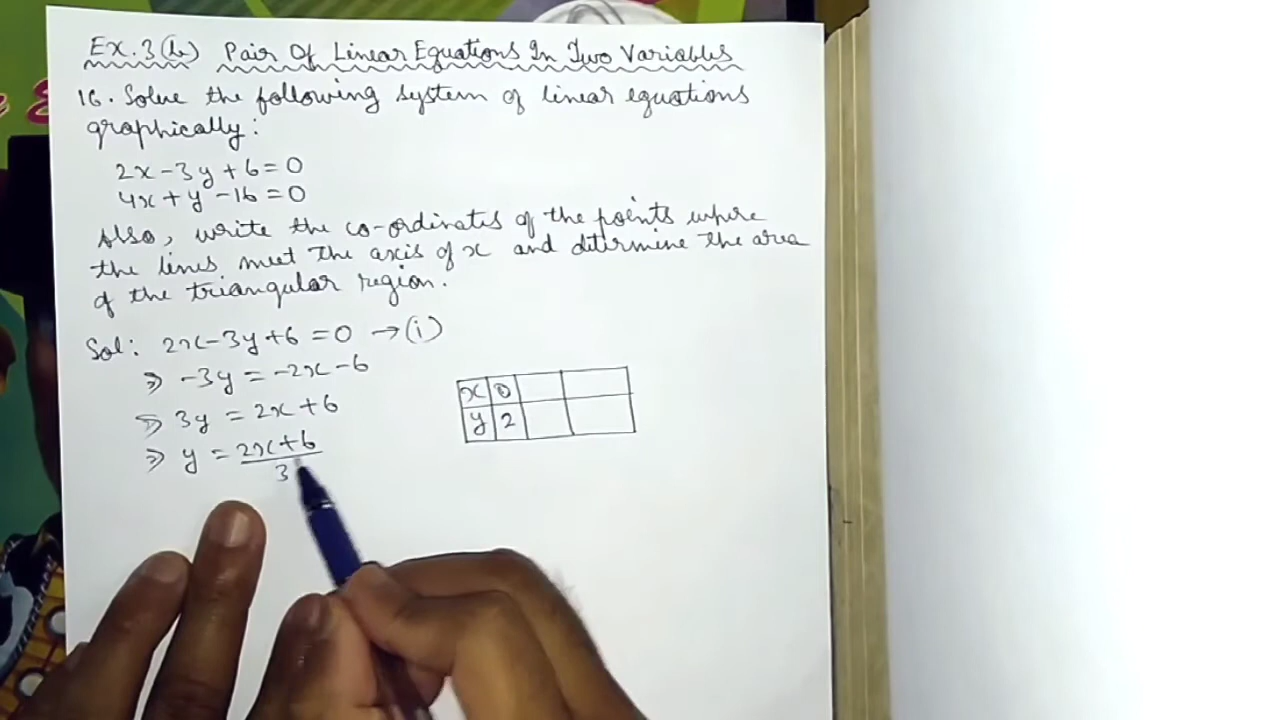 Ex. 3(b) Pair Of Linear Equations In Two Variables
16. Solve the following system of linear equations
graphically:
2x - 3y + 6 = 0
4x + y - 16 = 0
Also, write the co-ordinates of the points where
the lines meet the axis of x and determine the area
of the triangular region.
Sol: 2x - 3y + 6 = 0 → (i)
⇒ -3y = -2x - 6
⇒ 3y = 2x + 6
⇒ y = (2x + 6)/3
x 0
y 2